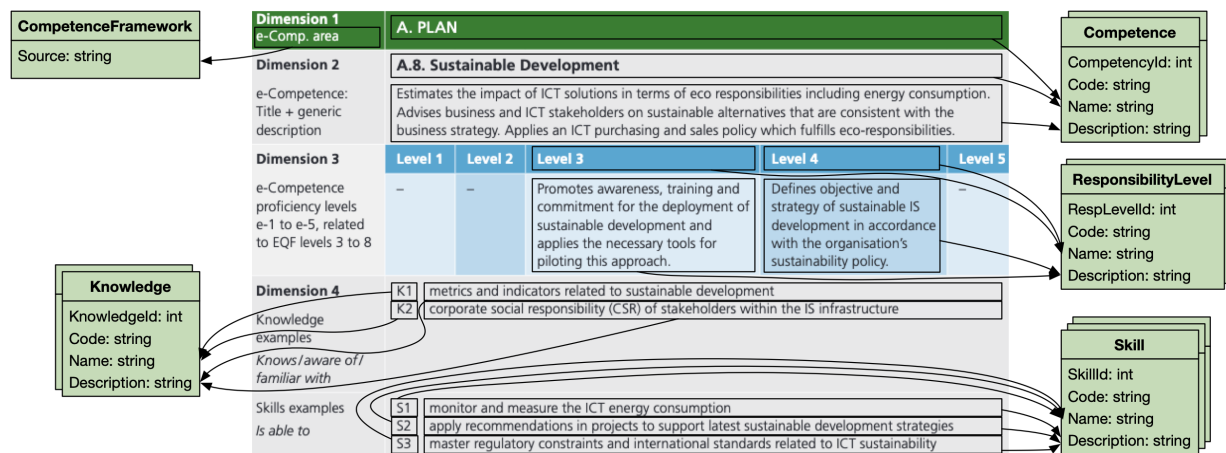 CompetenceFramework
Source: string
Dimension 1
e-Comp. area
A. PLAN
Dimension 2
A.8. Sustainable Development
e-Competence:
Title + generic
description
Estimates the impact of ICT solutions in terms of eco responsibilities including energy consumption.
Advises business and ICT stakeholders on sustainable alternatives that are consistent with the
business strategy. Applies an ICT purchasing and sales policy which fulfills eco-responsibilities.
Competence
CompetencyId: int
Code: string
Name: string
Description: string
Dimension 3
Level 1
Level 2
Level 3
Level 4
Level 5
e-Competence
proficiency levels
e-1 to e-5, related
to EQF levels 3 to 8
–
–
Promotes awareness, training and
commitment for the deployment of
sustainable development and
applies the necessary tools for
piloting this approach.
Defines objective and
strategy of sustainable IS
development in accordance
with the organisation's
sustainability policy.
–
ResponsibilityLevel
RespLevelId: int
Code: string
Name: string
Description: string
Knowledge
KnowledgeId: int
Code: string
Name: string
Description: string
Dimension 4
Knowledge
examples
Knows/aware of/
familiar with
K1 metrics and indicators related to sustainable development
K2 corporate social responsibility (CSR) of stakeholders within the IS infrastructure
Skills examples
Is able to
S1 monitor and measure the ICT energy consumption
S2 apply recommendations in projects to support latest sustainable development strategies
S3 master regulatory constraints and international standards related to ICT sustainability
Skill
SkillId: int
Code: string
Name: string
Description: string